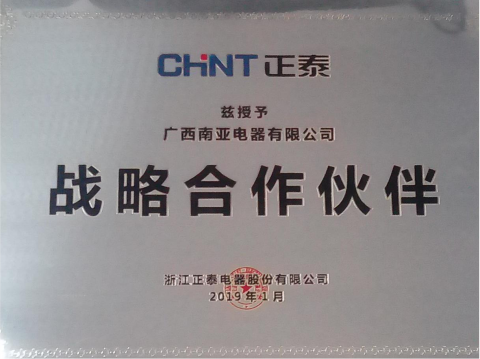 CHNT 正泰
兹授予
广西南亚电器有限公司
战略合作伙伴
浙江正泰电器股份有限公司
2019年1月